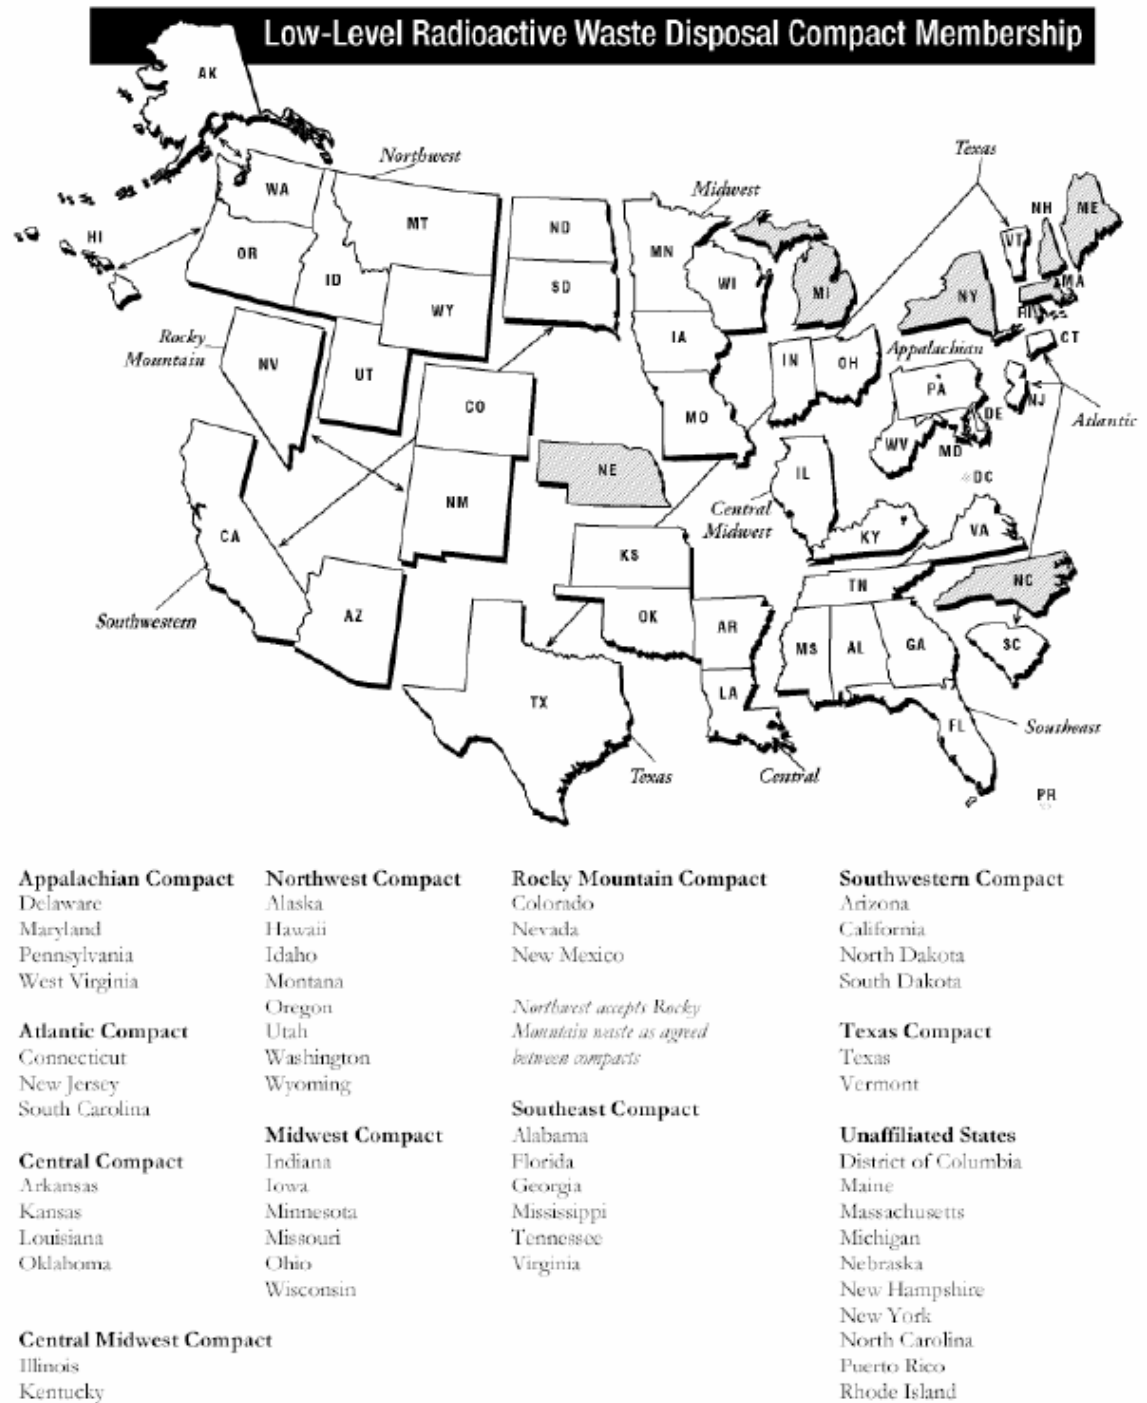 Low-Level Radioactive Waste Disposal Compact Membership
AK
Northwest
Texas
Midwest
WA
MT
ND
MN
NH
ME
HI
VT
OR
ID
SD
WI
MI
NY
MA
RI
WY
Rocky
Mountain
IA
CT
Appalachian
NV
UT
IN
OH
PA
CO
NJ
MO
DE
Atlantic
WV
MD
NE
IL
DC
NM
Central
Midwest
CA
KY
VA
KS
TN
NC
AZ
OK
AR
Southwestern
MS
AL
GA
SC
TX
LA
FL
Southeast
Texas
Central
PR
Appalachian Compact
Delaware
Maryland
Pennsylvania
West Virginia
Atlantic Compact
Connecticut
New Jersey
South Carolina
Central Compact
Arkansas
Kansas
Louisiana
Oklahoma
Central Midwest Compact
Illinois
Kentucky
Northwest Compact
Alaska
Hawaii
Idaho
Montana
Oregon
Utah
Washington
Wyoming
Midwest Compact
Indiana
Iowa
Minnesota
Missouri
Ohio
Wisconsin
Rocky Mountain Compact
Colorado
Nevada
New Mexico
Northwest accepts Rocky
Mountain waste as agreed
between compacts
Southeast Compact
Alabama
Florida
Georgia
Mississippi
Tennessee
Virginia
Southwestern Compact
Arizona
California
North Dakota
South Dakota
Texas Compact
Texas
Vermont
Unaffiliated States
District of Columbia
Maine
Massachusetts
Michigan
Nebraska
New Hampshire
New York
North Carolina
Puerto Rico
Rhode Island